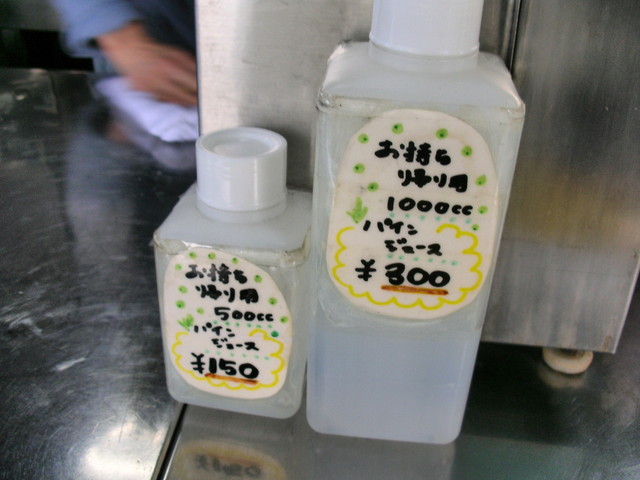 お持ち
帰り用
500cc
パイン
ジュース
¥150
お持ち
帰り用
1000cc
パイン
ジュース
¥300